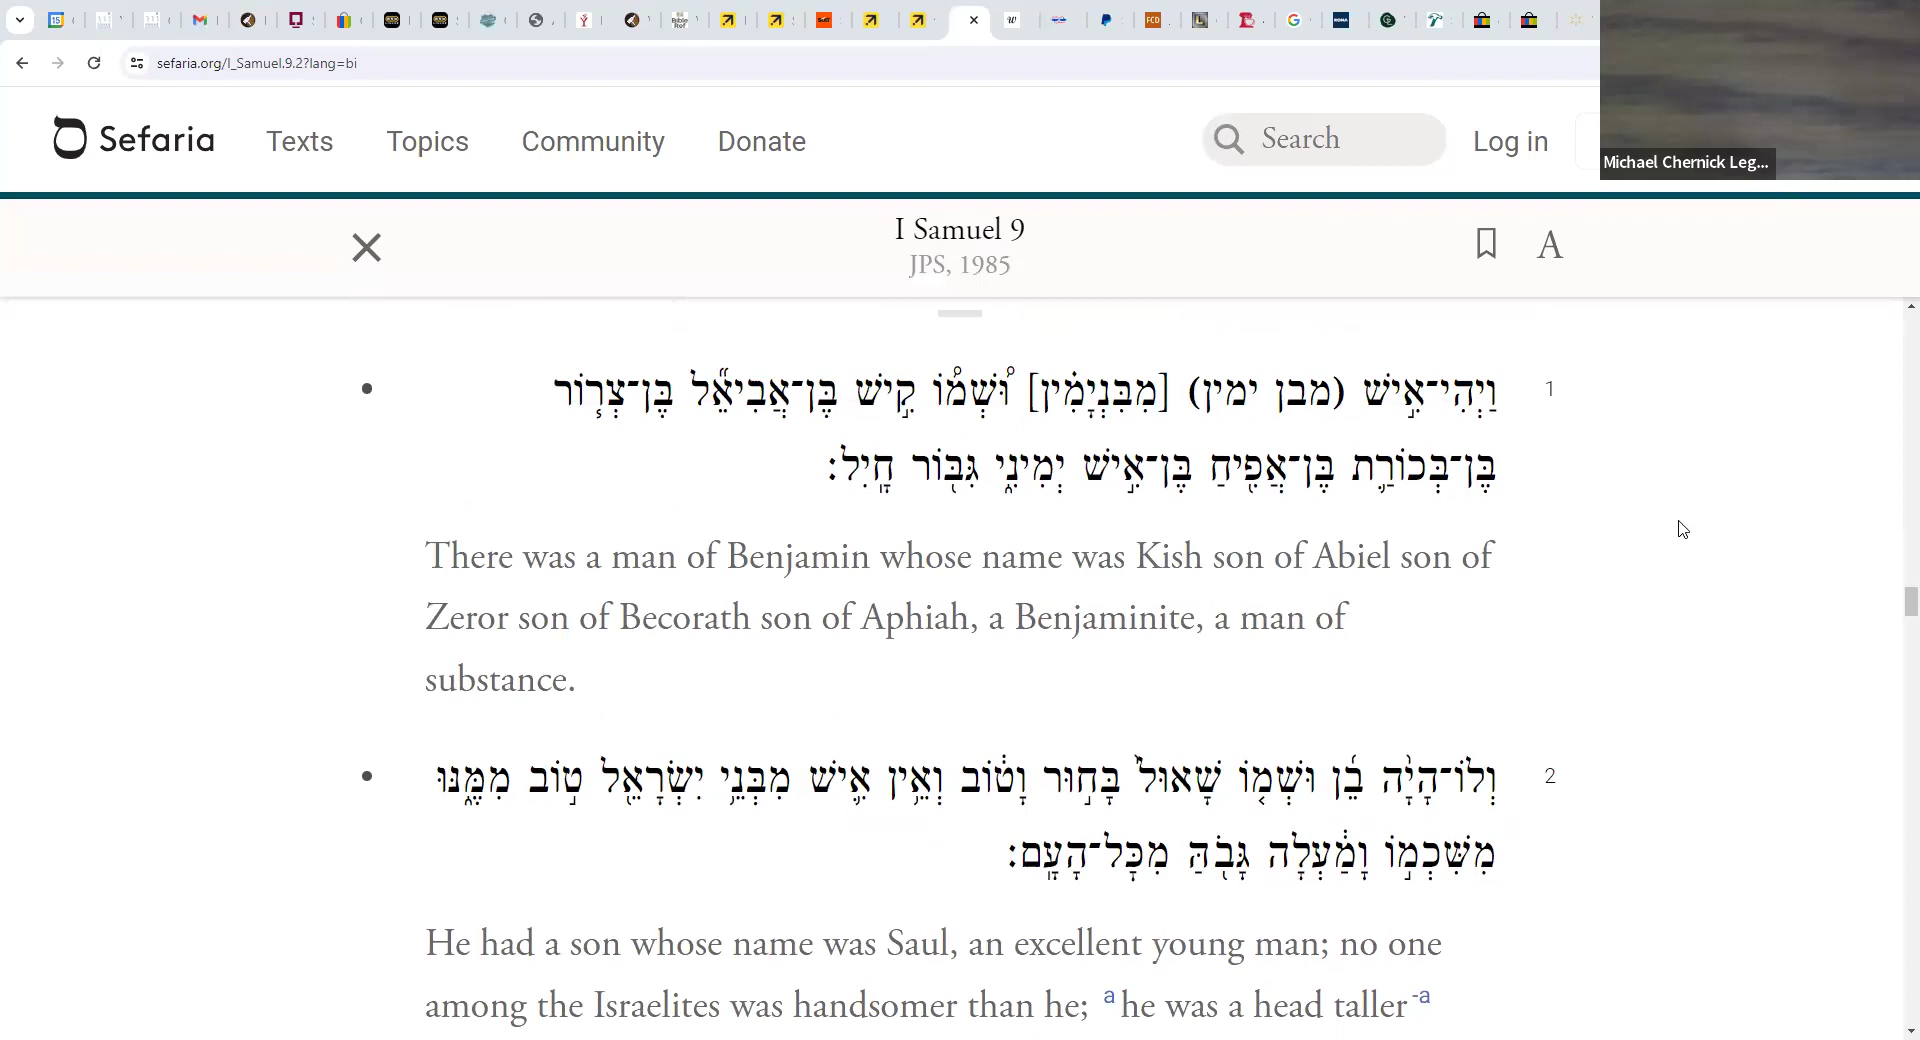 sefaria.org/I_Samuel.9.2?lang=bi
Sefaria Texts Topics Community Donate Search Log in
Michael Chernick Leg...
I Samuel 9
JPS, 1985
A
1
וַיְהִי־אִ֣ישׁ (מבן ימין) [מִבִּנְיָמִ֗ין] וּ֠שְׁמ֠וֹ קִ֣ישׁ בֶּן־אֲבִיאֵ֞ל בֶּן־צְר֧וֹר
בֶּן־בְּכוֹרַ֛ת בֶּן־אֲפִ֖יחַ בֶּן־אִ֣ישׁ יְמִינִ֑י גִּבּ֖וֹר חָֽיִל׃
There was a man of Benjamin whose name was Kish son of Abiel son of
Zeror son of Becorath son of Aphiah, a Benjaminite, a man of
substance.
2
וְלוֹ־הָיָ֨ה בֵ֜ן וּשְׁמ֤וֹ שָׁאוּל֙ בָּח֣וּר וָט֔וֹב וְאֵ֥ין אִ֛ישׁ מִבְּנֵ֥י יִשְׂרָאֵ֖ל ט֣וֹב מִמֶּ֑נּוּ
מִשִּׁכְמ֣וֹ וָמַ֔עְלָה גָּבֹ֖הַּ מִכׇּל־הָעָֽם׃
He had a son whose name was Saul, an excellent young man; no one
among the Israelites was handsomer than he; a he was a head taller -a